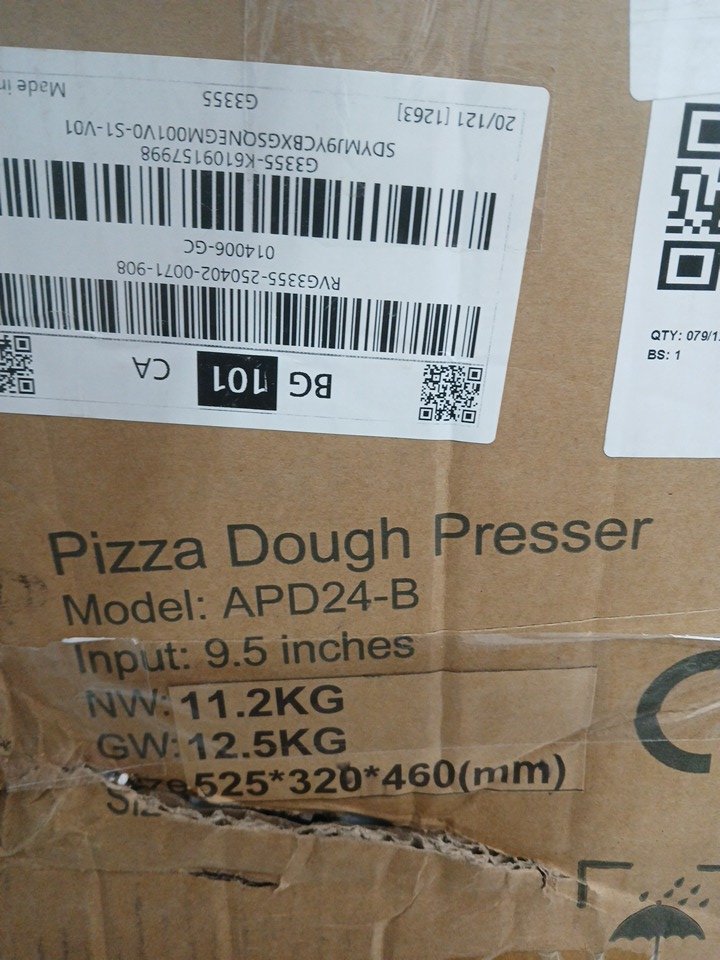 BG 101 CA
RVG3355-250402-0071-908
014006-GC
G3355-K6109157998
SDYMJ9YCBXGSQNEGM001V0-S1-V01
20/121 [1263] G3355 Made in
QTY: 079/1
BS: 1
Pizza Dough Presser
Model: APD24-B
Input: 9.5 inches
NW: 11.2KG
GW: 12.5KG
Size 525*320*460(mm)